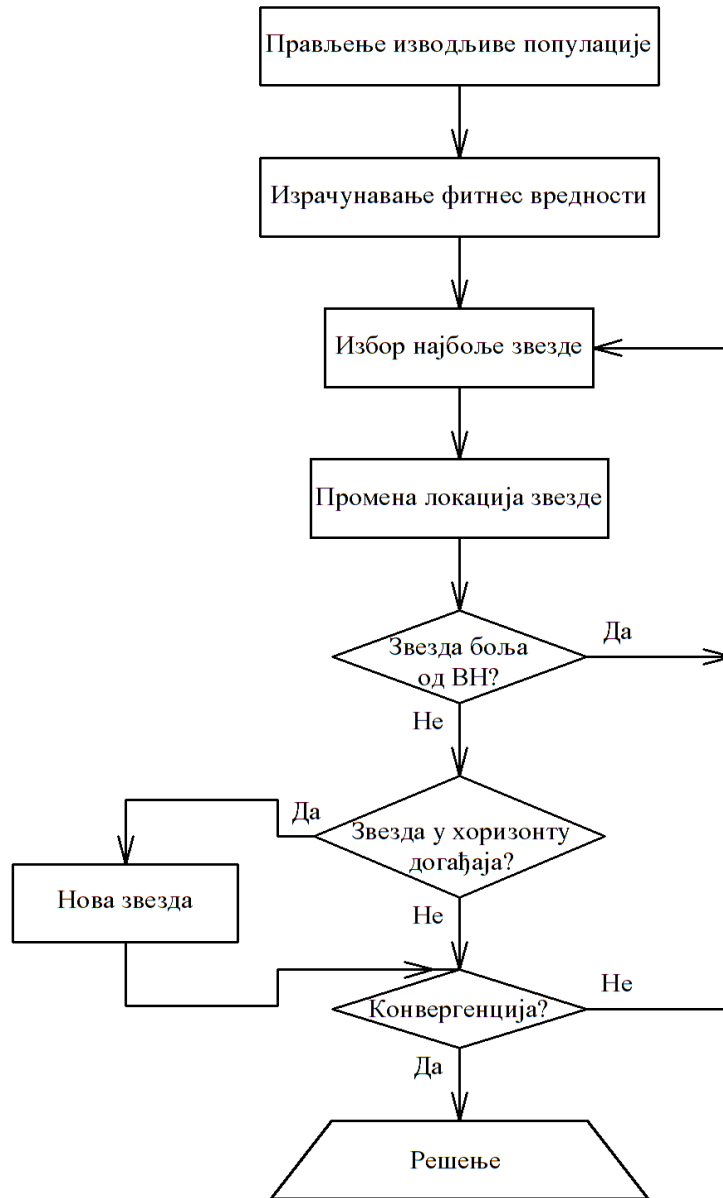 Прављење изводљиве популације
Израчунавање фитнес вредности
Избор најбоље звезде
Промена локација звезде
Звезда боља
од BH?
Да
Не
Да
Звезда у хоризонту
догађаја?
Нова звезда
Не
Конвергенција?
Не
Да
Решење